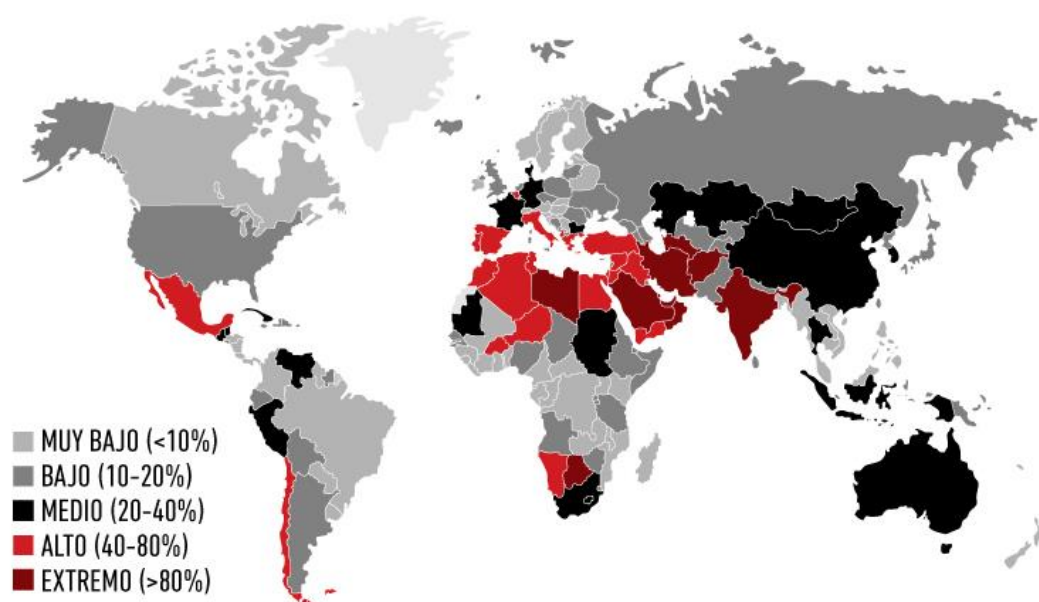 MUY BAJO (<10%)
BAJO (10-20%)
MEDIO (20-40%)
ALTO (40-80%)
EXTREMO (>80%)